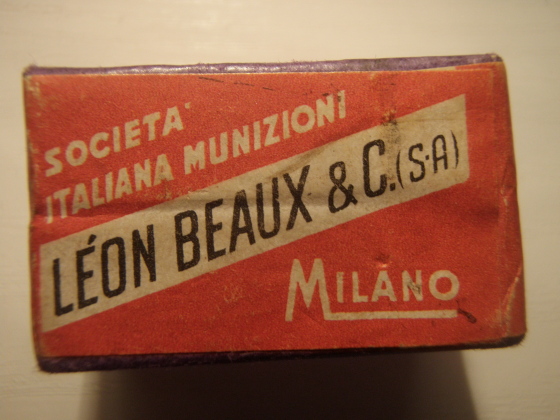 SOCIETA'
ITALIANA MUNIZIONI
LÉON BEAUX & C. (S·A)
MILANO